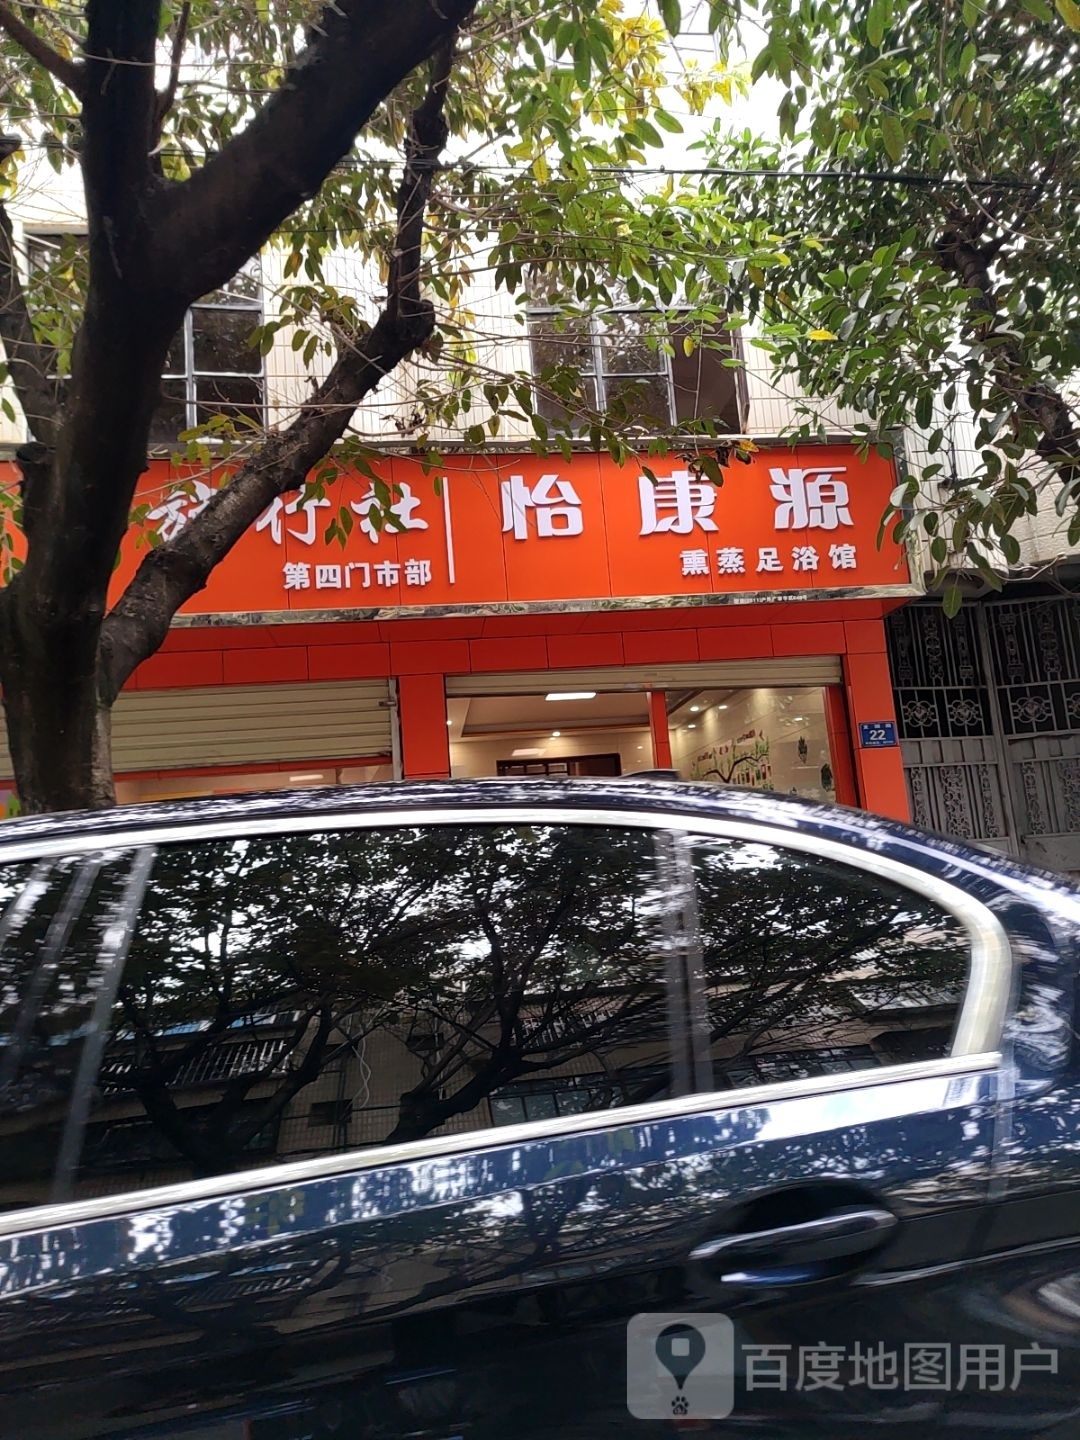 旅行社
第四门市部
怡康源
熏蒸足浴馆
22
百度地图用户